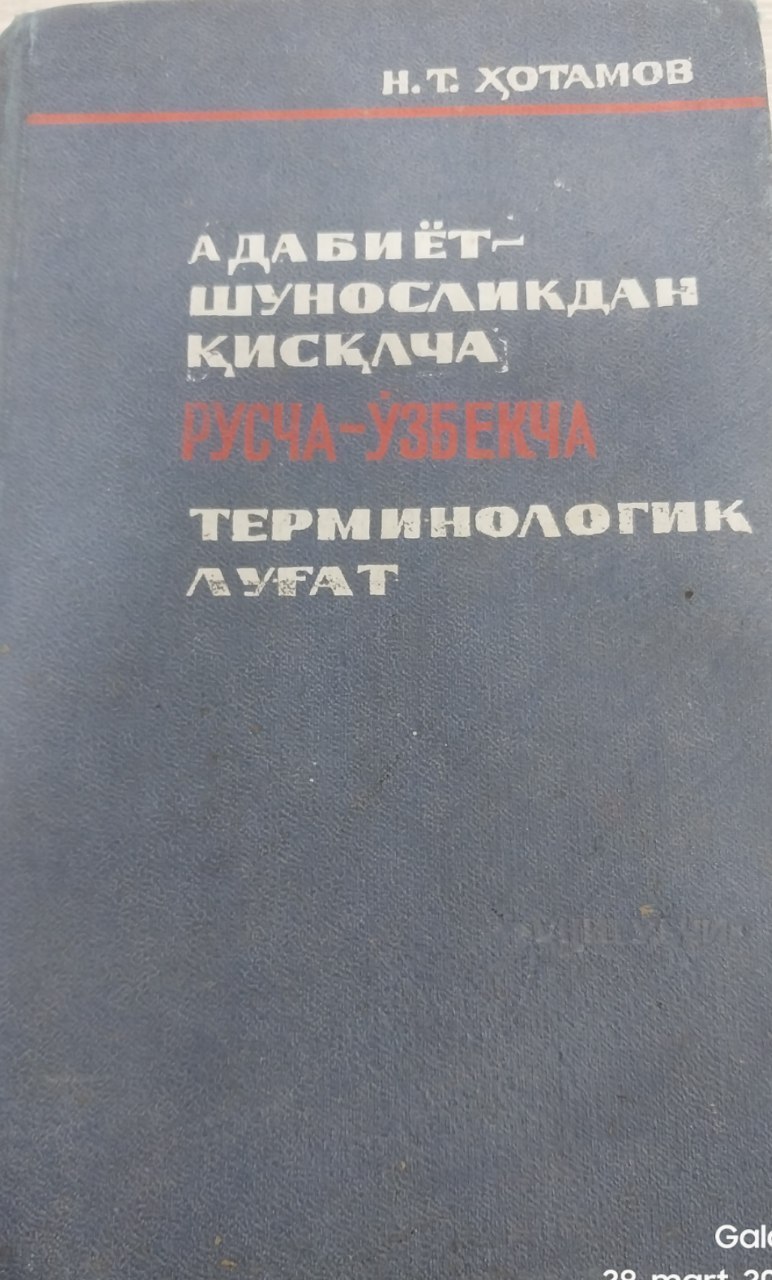 Н. Т. ҲОТАМОВ
АДАБИЁТ-
ШУНОСЛИКДАН
ҚИСҚАЧА
РУСЧА-ЎЗБЕКЧА
ТЕРМИНОЛОГИК
ЛУҒАТ